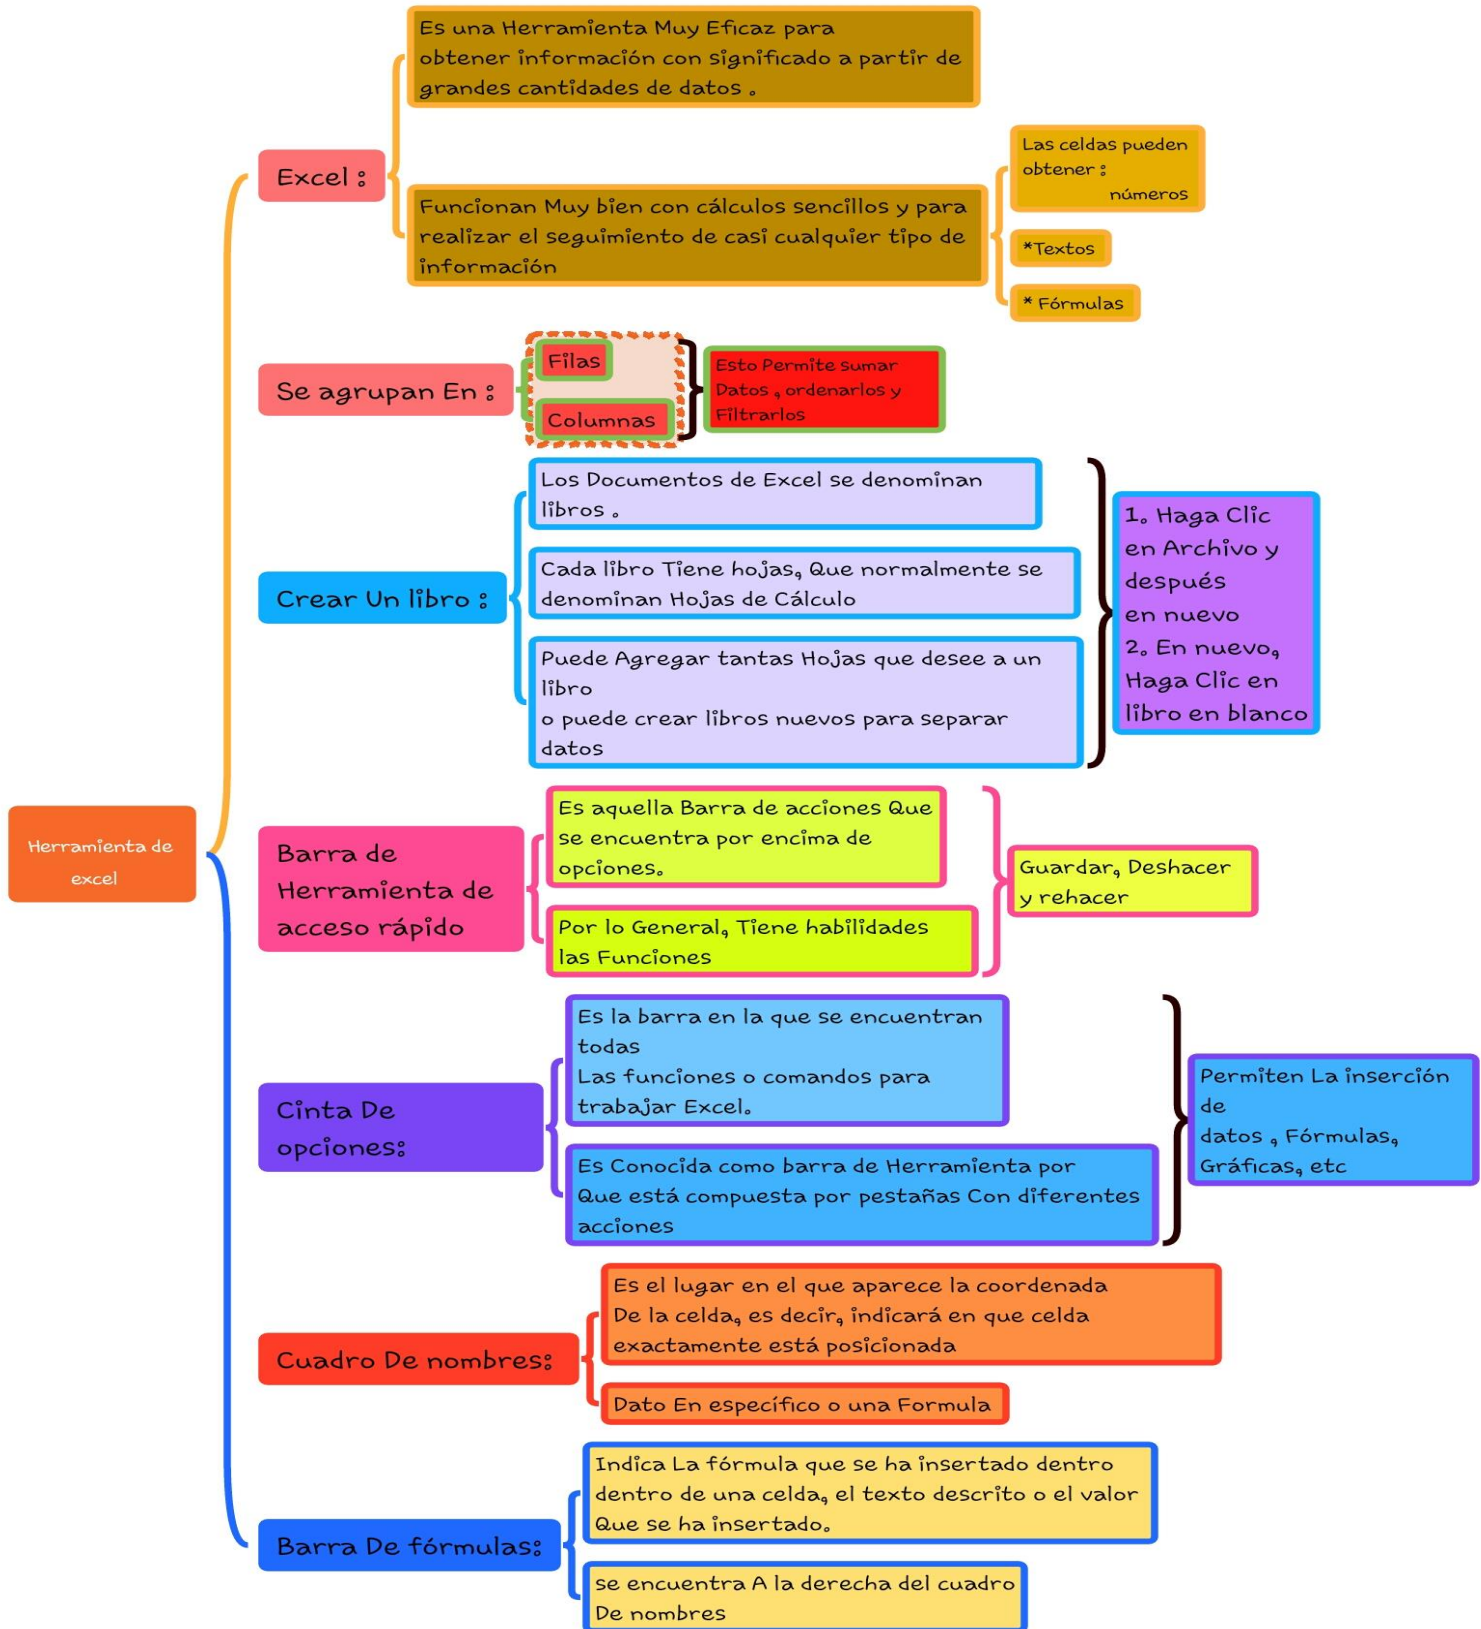 Herramienta de
excel
Excel :
Es una Herramienta Muy Eficaz para
obtener información con significado a partir de
grandes cantidades de datos .
Funcionan Muy bien con cálculos sencillos y para
realizar el seguimiento de casi cualquier tipo de
información
Las celdas pueden
obtener :
números
*Textos
* Fórmulas
Se agrupan En :
Filas
Columnas
Esto Permite sumar
Datos , ordenarlos y
Filtrarlos
Crear Un libro :
Los Documentos de Excel se denominan
libros .
Cada libro Tiene hojas, Que normalmente se
denominan Hojas de Cálculo
Puede Agregar tantas Hojas que desee a un
libro
o puede crear libros nuevos para separar
datos
1. Haga Clic
en Archivo y
después
en nuevo
2. En nuevo,
Haga Clic en
libro en blanco
Barra de
Herramienta de
acceso rápido
Es aquella Barra de acciones Que
se encuentra por encima de
opciones.
Por lo General, Tiene habilidades
las Funciones
Guardar, Deshacer
y rehacer
Cinta De
opciones:
Es la barra en la que se encuentran
todas
Las funciones o comandos para
trabajar Excel.
Es Conocida como barra de Herramienta por
Que está compuesta por pestañas Con diferentes
acciones
Permiten La inserción
de
datos , Fórmulas,
Gráficas, etc
Cuadro De nombres:
Es el lugar en el que aparece la coordenada
De la celda, es decir, indicará en que celda
exactamente está posicionada
Dato En específico o una Formula
Barra De fórmulas:
Indica La fórmula que se ha insertado dentro
dentro de una celda, el texto descrito o el valor
Que se ha insertado.
se encuentra A la derecha del cuadro
De nombres